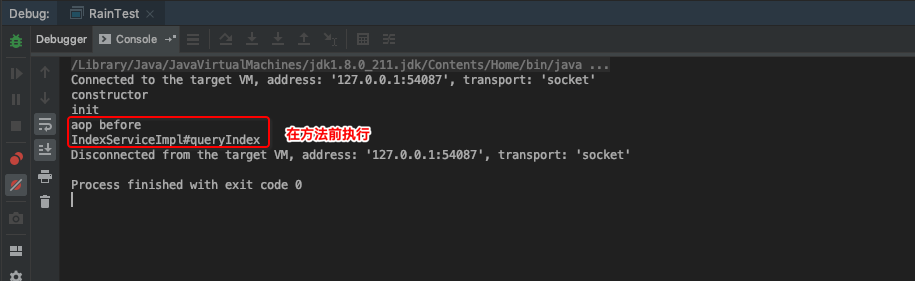 Debug: RainTest
Debugger Console
/Library/Java/JavaVirtualMachines/jdk1.8.0_211.jdk/Contents/Home/bin/java ...
Connected to the target VM, address: '127.0.0.1:54087', transport: 'socket'
constructor
init
aop before
IndexServiceImpl#queryIndex
在方法前执行
Disconnected from the target VM, address: '127.0.0.1:54087', transport: 'socket'
Process finished with exit code 0